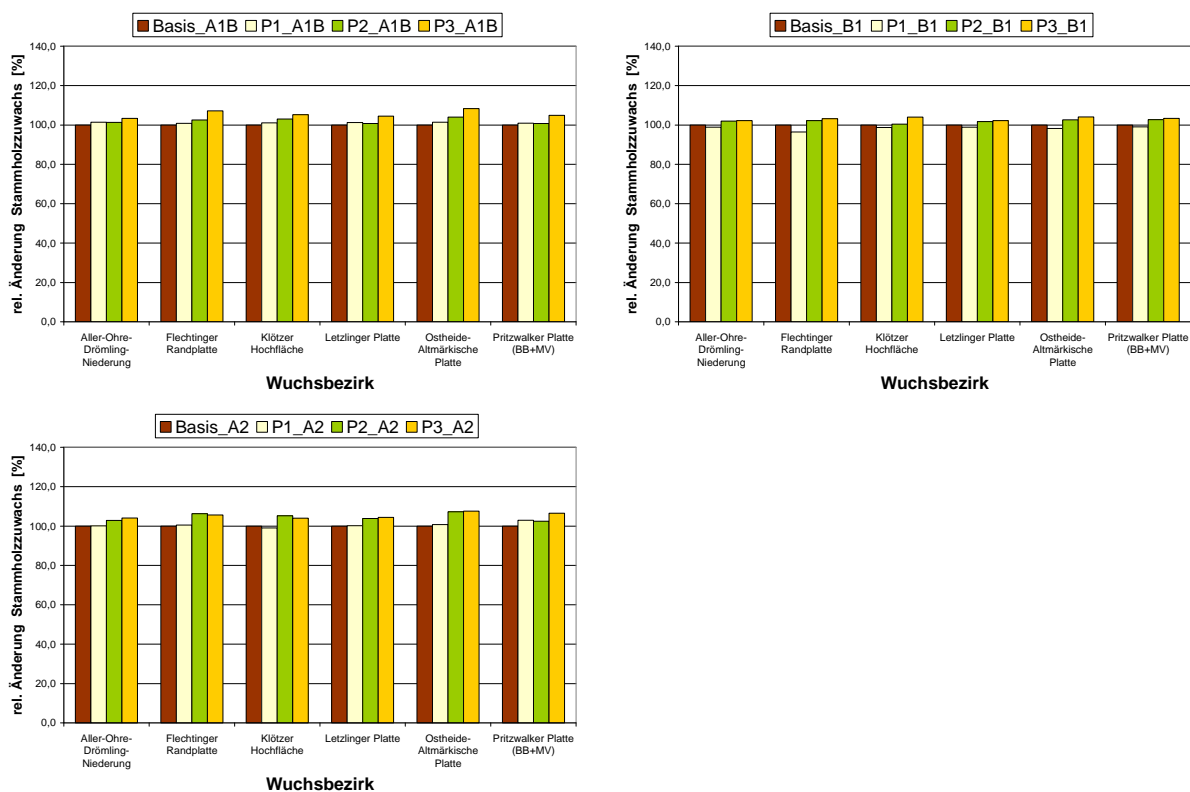 Basis_A1B P1_A1B P2_A1B P3_A1B
rel. Änderung Stammholzzuwachs [%]
140,0
120,0
100,0
80,0
60,0
40,0
20,0
0,0
Aller-Ohre-
Drömling-
Niederung
Flechtinger
Randplatte
Klötzer
Hochfläche
Letzlinger Platte
Ostheide-
Altmärkische
Platte
Pritzwalker Platte
(BB+MV)
Wuchsbezirk
Basis_B1 P1_B1 P2_B1 P3_B1
rel. Änderung Stammholzzuwachs [%]
140,0
120,0
100,0
80,0
60,0
40,0
20,0
0,0
Aller-Ohre-
Drömling-
Niederung
Flechtinger
Randplatte
Klötzer
Hochfläche
Letzlinger Platte
Ostheide-
Altmärkische
Platte
Pritzwalker Platte
(BB+MV)
Wuchsbezirk
Basis_A2 P1_A2 P2_A2 P3_A2
rel. Änderung Stammholzzuwachs [%]
140,0
120,0
100,0
80,0
60,0
40,0
20,0
0,0
Aller-Ohre-
Drömling-
Niederung
Flechtinger
Randplatte
Klötzer
Hochfläche
Letzlinger Platte
Ostheide-
Altmärkische
Platte
Pritzwalker Platte
(BB+MV)
Wuchsbezirk